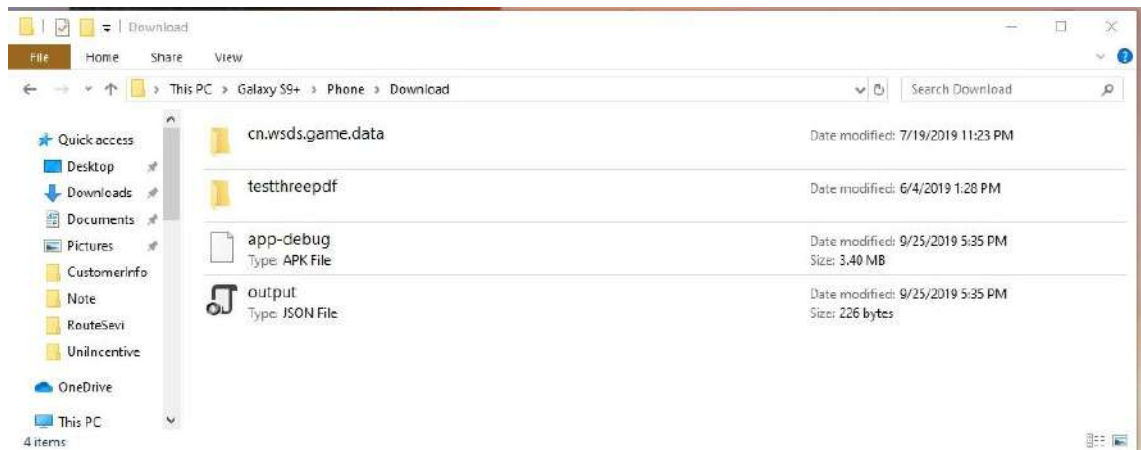 Download
File Home Share View
This PC > Galaxy S9+ > Phone > Download
Search Download
Quick access
Desktop
Downloads
Documents
Pictures
CustomerInfo
Note
RouteSevi
UniIncentive
OneDrive
This PC
cn.wsds.game.data
Date modified: 7/19/2019 11:23 PM
testthreepdf
Date modified: 6/4/2019 1:28 PM
app-debug
Date modified: 9/25/2019 5:35 PM
Type: APK File
Size: 3.40 MB
output
Date modified: 9/25/2019 5:35 PM
Type: JSON File
Size: 226 bytes
4 items